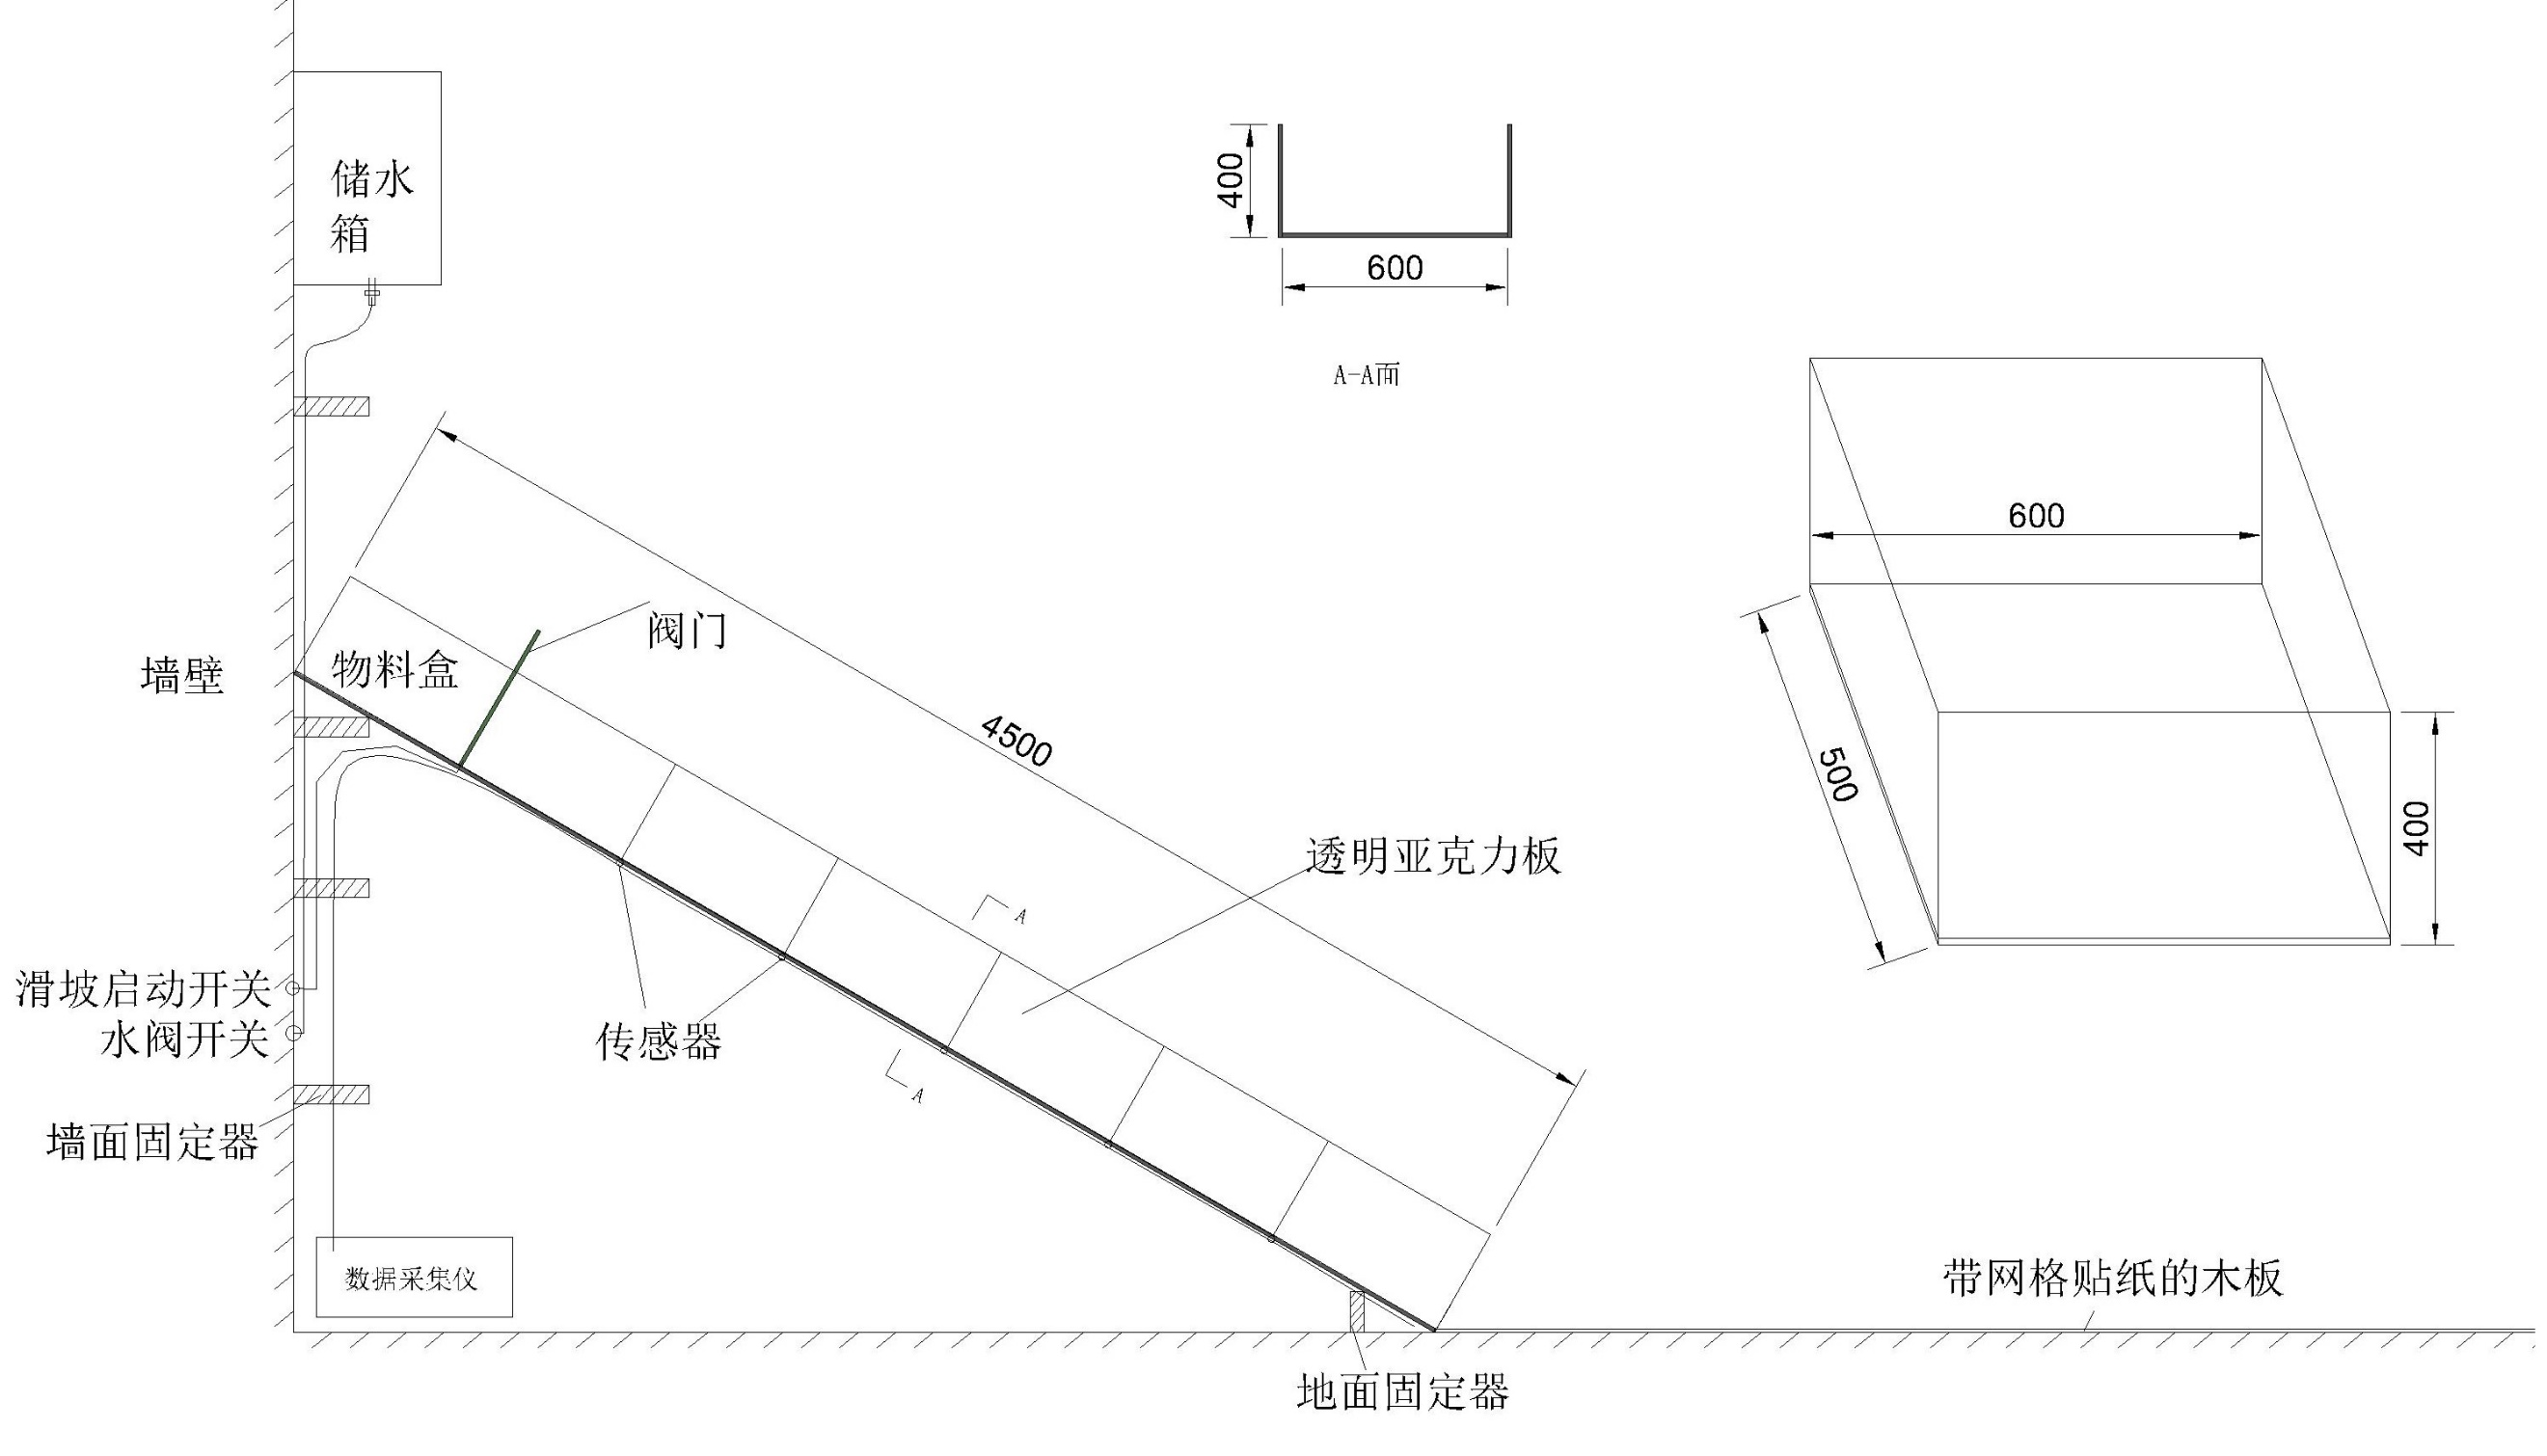 储水
箱
400
600
A-A面
600
阀门
墙壁
物料盒
4500
500
400
透明亚克力板
A
滑坡启动开关
传感器
水阀开关
A
墙面固定器
数据采集仪
带网格贴纸的木板
地面固定器